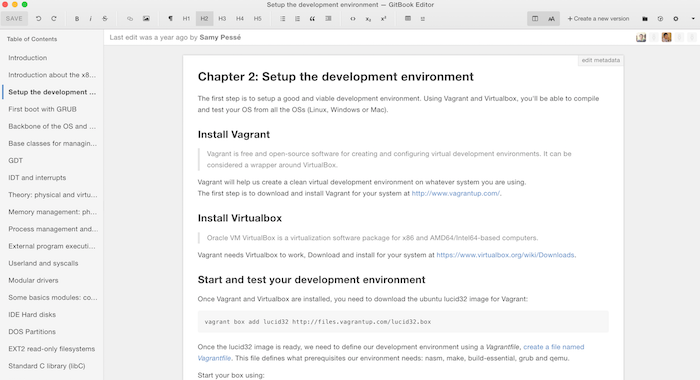 Setup the development environment — GitBook Editor
SAVE B I S ¶ H1 H2 H3 H4 H5 “ x₂ x² AA + Create a new version
Table of Contents
Last edit was a year ago by Samy Pessé
edit metadata
Introduction
Introduction about the x8...
Setup the development ...
First boot with GRUB
Backbone of the OS and ...
Base classes for managin...
GDT
IDT and interrupts
Theory: physical and virtu...
Memory management: ph...
Process management and...
External program executi...
Userland and syscalls
Modular drivers
Some basics modules: co...
IDE Hard disks
DOS Partitions
EXT2 read-only filesystems
Standard C library (libC)
Chapter 2: Setup the development environment
The first step is to setup a good and viable development environment. Using Vagrant and Virtualbox, you'll be able to compile
and test your OS from all the OSs (Linux, Windows or Mac).
Install Vagrant
Vagrant is free and open-source software for creating and configuring virtual development environments. It can be
considered a wrapper around VirtualBox.
Vagrant will help us create a clean virtual development environment on whatever system you are using.
The first step is to download and install Vagrant for your system at http://www.vagrantup.com/.
Install Virtualbox
Oracle VM VirtualBox is a virtualization software package for x86 and AMD64/Intel64-based computers.
Vagrant needs Virtualbox to work, Download and install for your system at https://www.virtualbox.org/wiki/Downloads.
Start and test your development environment
Once Vagrant and Virtualbox are installed, you need to download the ubuntu lucid32 image for Vagrant:
vagrant box add lucid32 http://files.vagrantup.com/lucid32.box
Once the lucid32 image is ready, we need to define our development environment using a Vagrantfile, create a file named
Vagrantfile. This file defines what prerequisites our environment needs: nasm, make, build-essential, grub and qemu.
Start your box using: